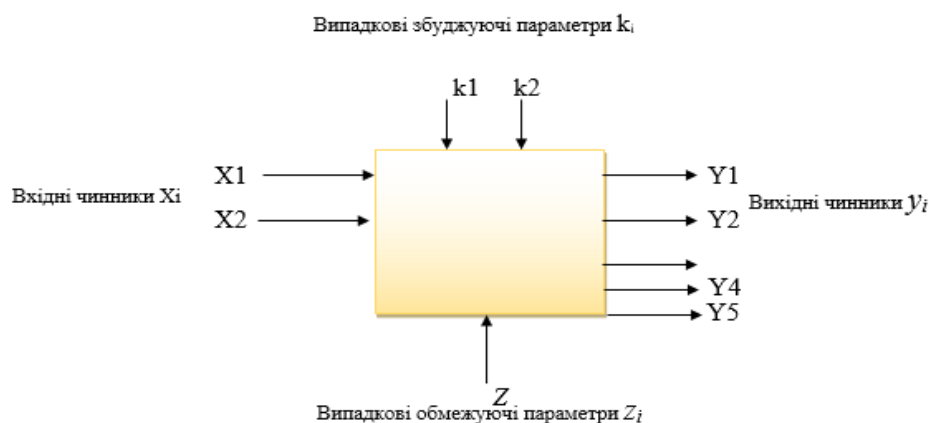 Випадкові збуджуючі параметри kᵢ
k1 k2
X1
Y1
Вхідні чинники Xi
Вихідні чинники yᵢ
X2
Y2
Y4
Y5
Z
Випадкові обмежуючі параметри Zᵢ